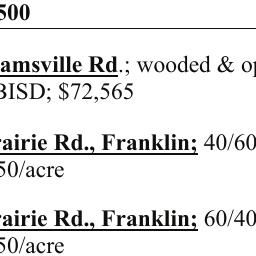 500
amsville Rd.; wooded & op
BISD; $72,565
rairie Rd., Franklin; 40/60
50/acre
rairie Rd., Franklin; 60/40
50/acre